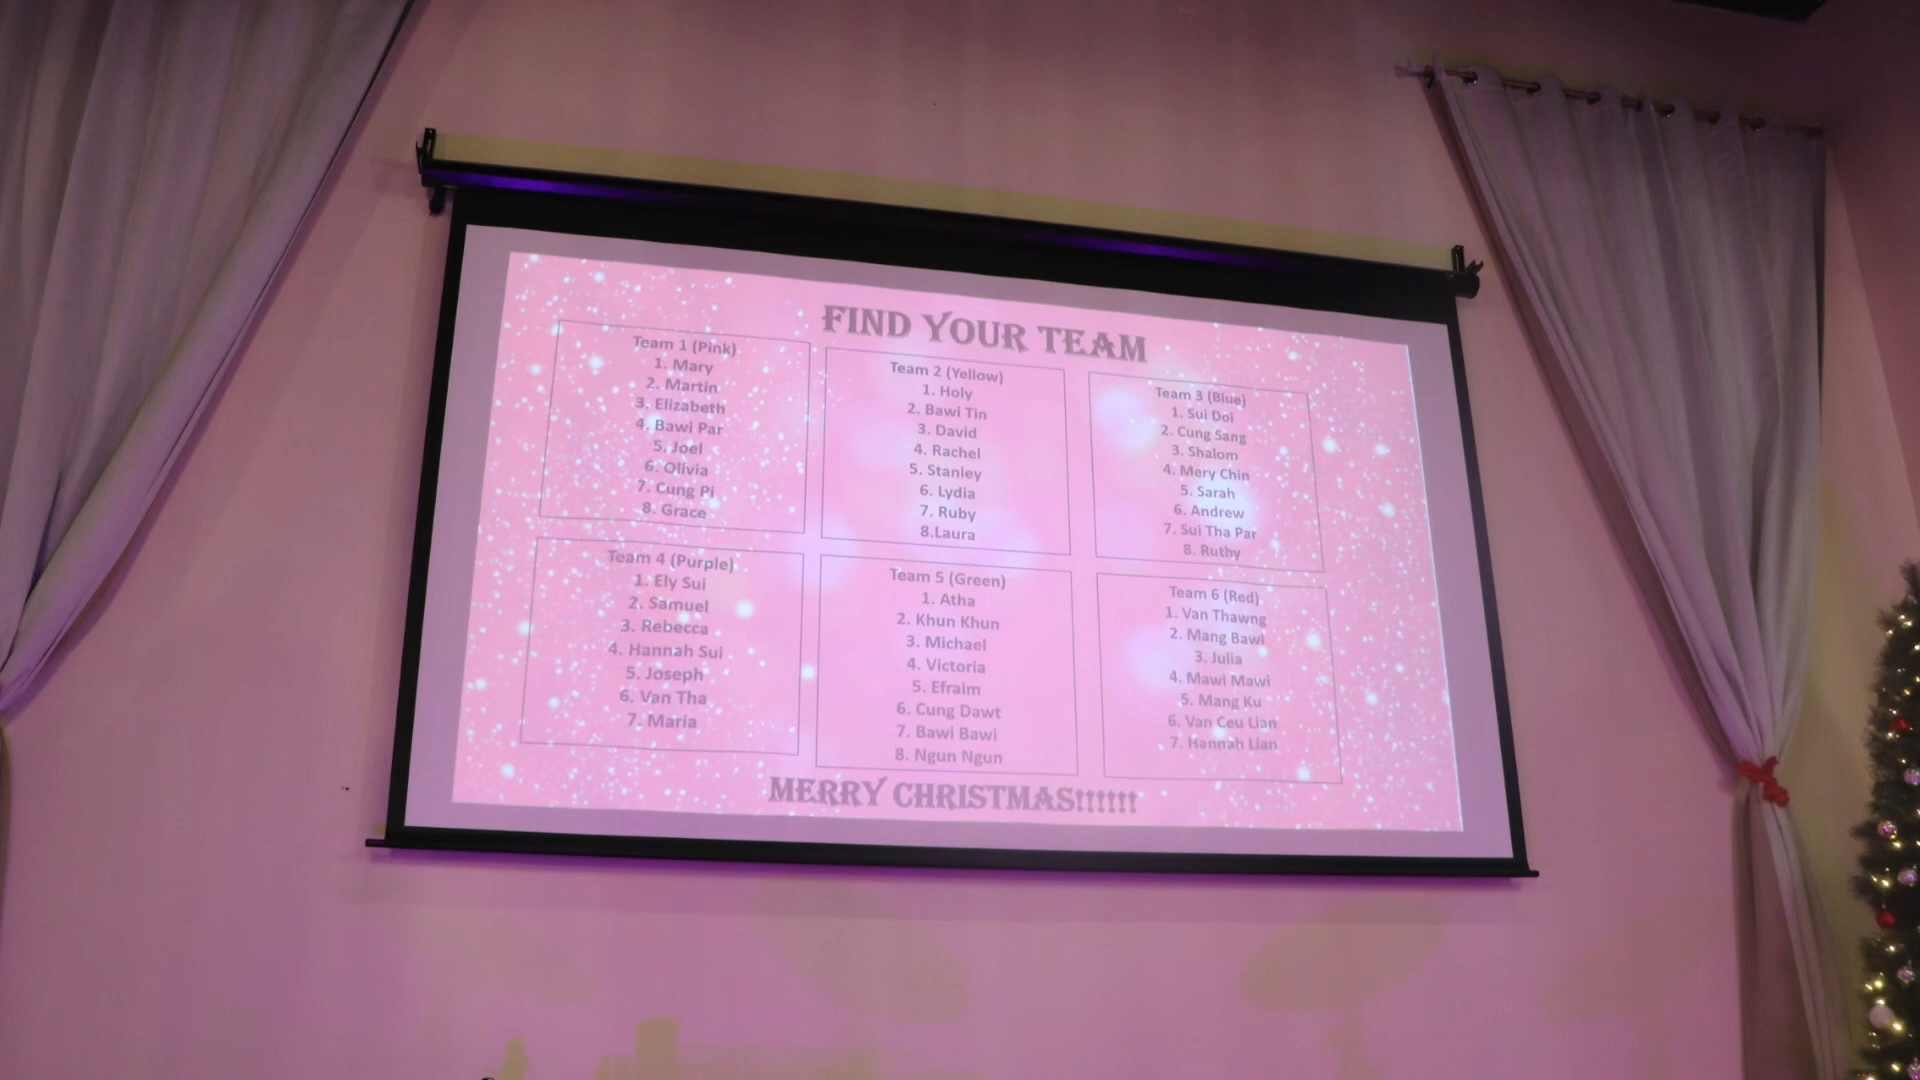 FIND YOUR TEAM
Team 1 (Pink)
1. Mary
2. Martin
3. Elizabeth
4. Bawi Par
5. Joel
6. Olivia
7. Cung Pi
8. Grace
Team 2 (Yellow)
1. Holy
2. Bawi Tin
3. David
4. Rachel
5. Stanley
6. Lydia
7. Ruby
8.Laura
Team 3 (Blue)
1. Sui Doi
2. Cung Sang
3. Shalom
4. Mery Chin
5. Sarah
6. Andrew
7. Sui Tha Par
8. Ruthy
Team 4 (Purple)
1. Ely Sui
2. Samuel
3. Rebecca
4. Hannah Sui
5. Joseph
6. Van Tha
7. Maria
Team 5 (Green)
1. Atha
2. Khun Khun
3. Michael
4. Victoria
5. Efraim
6. Cung Dawt
7. Bawi Bawi
8. Ngun Ngun
Team 6 (Red)
1. Van Thawng
2. Mang Bawi
3. Julia
4. Mawi Mawi
5. Mang Ku
6. Van Ceu Lian
7. Hannah Lian
MERRY CHRISTMAS!!!!!!